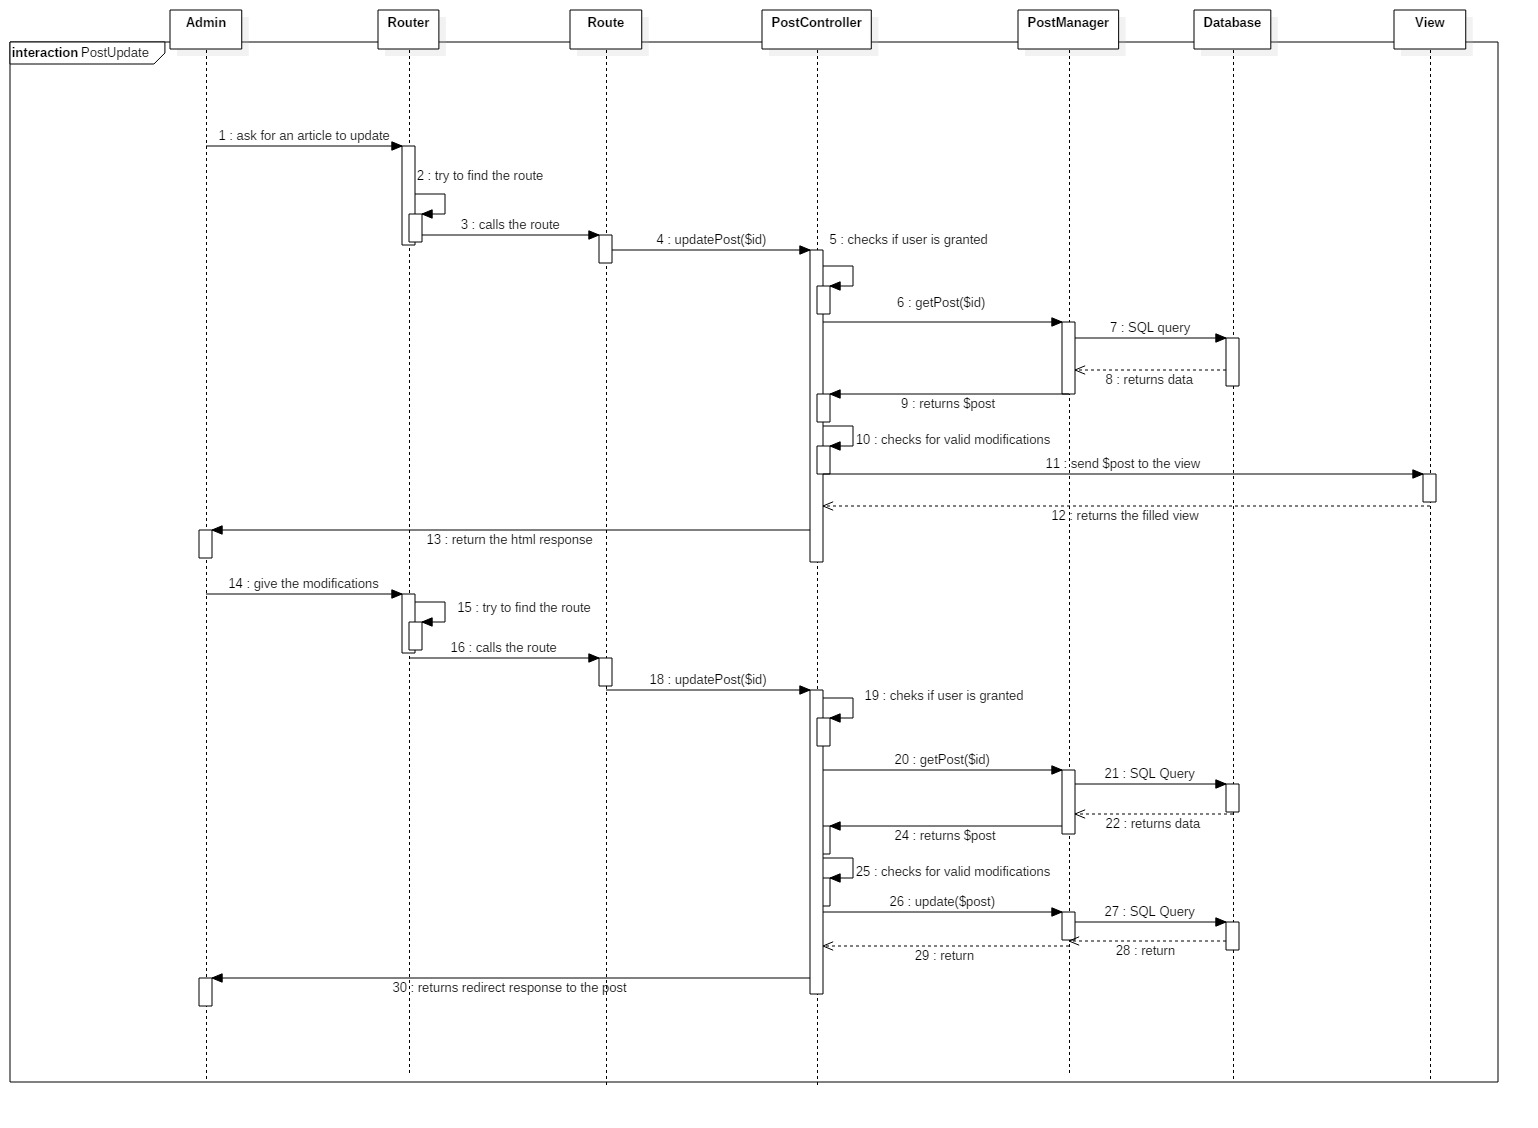 Admin
Router
Route
PostController
PostManager
Database
View
interaction PostUpdate
1 : ask for an article to update
2 : try to find the route
3 : calls the route
4 : updatePost($id)
5 : checks if user is granted
6 : getPost($id)
7 : SQL query
8 : returns data
9 : returns $post
10 : checks for valid modifications
11 : send $post to the view
12 : returns the filled view
13 : return the html response
14 : give the modifications
15 : try to find the route
16 : calls the route
18 : updatePost($id)
19 : cheks if user is granted
20 : getPost($id)
21 : SQL Query
22 : returns data
24 : returns $post
25 : checks for valid modifications
26 : update($post)
27 : SQL Query
28 : return
29 : return
30 : returns redirect response to the post